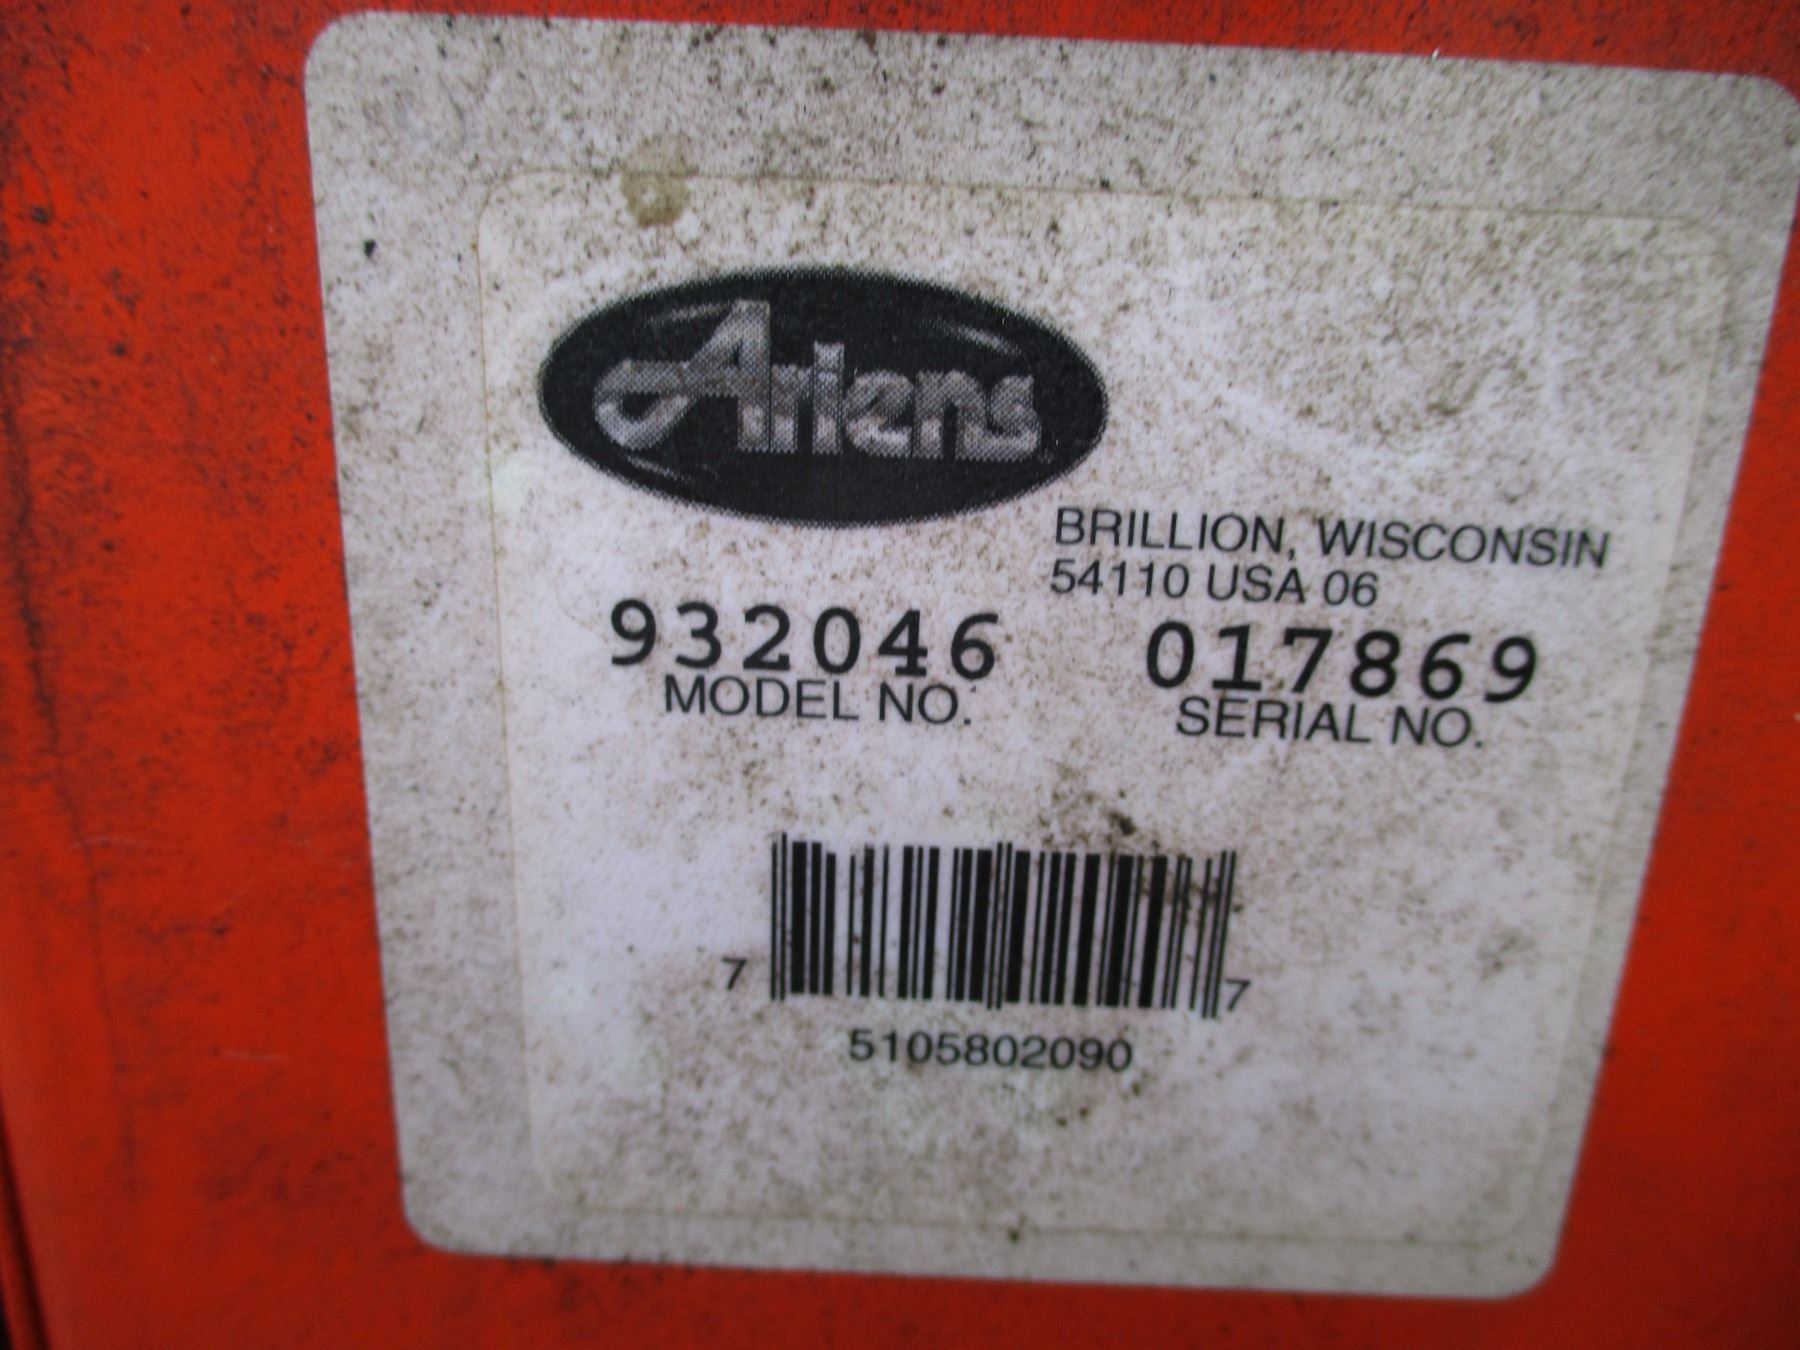 Ariens
BRILLION, WISCONSIN
54110 USA 06
932046 017869
MODEL NO. SERIAL NO.
7 7
5105802090